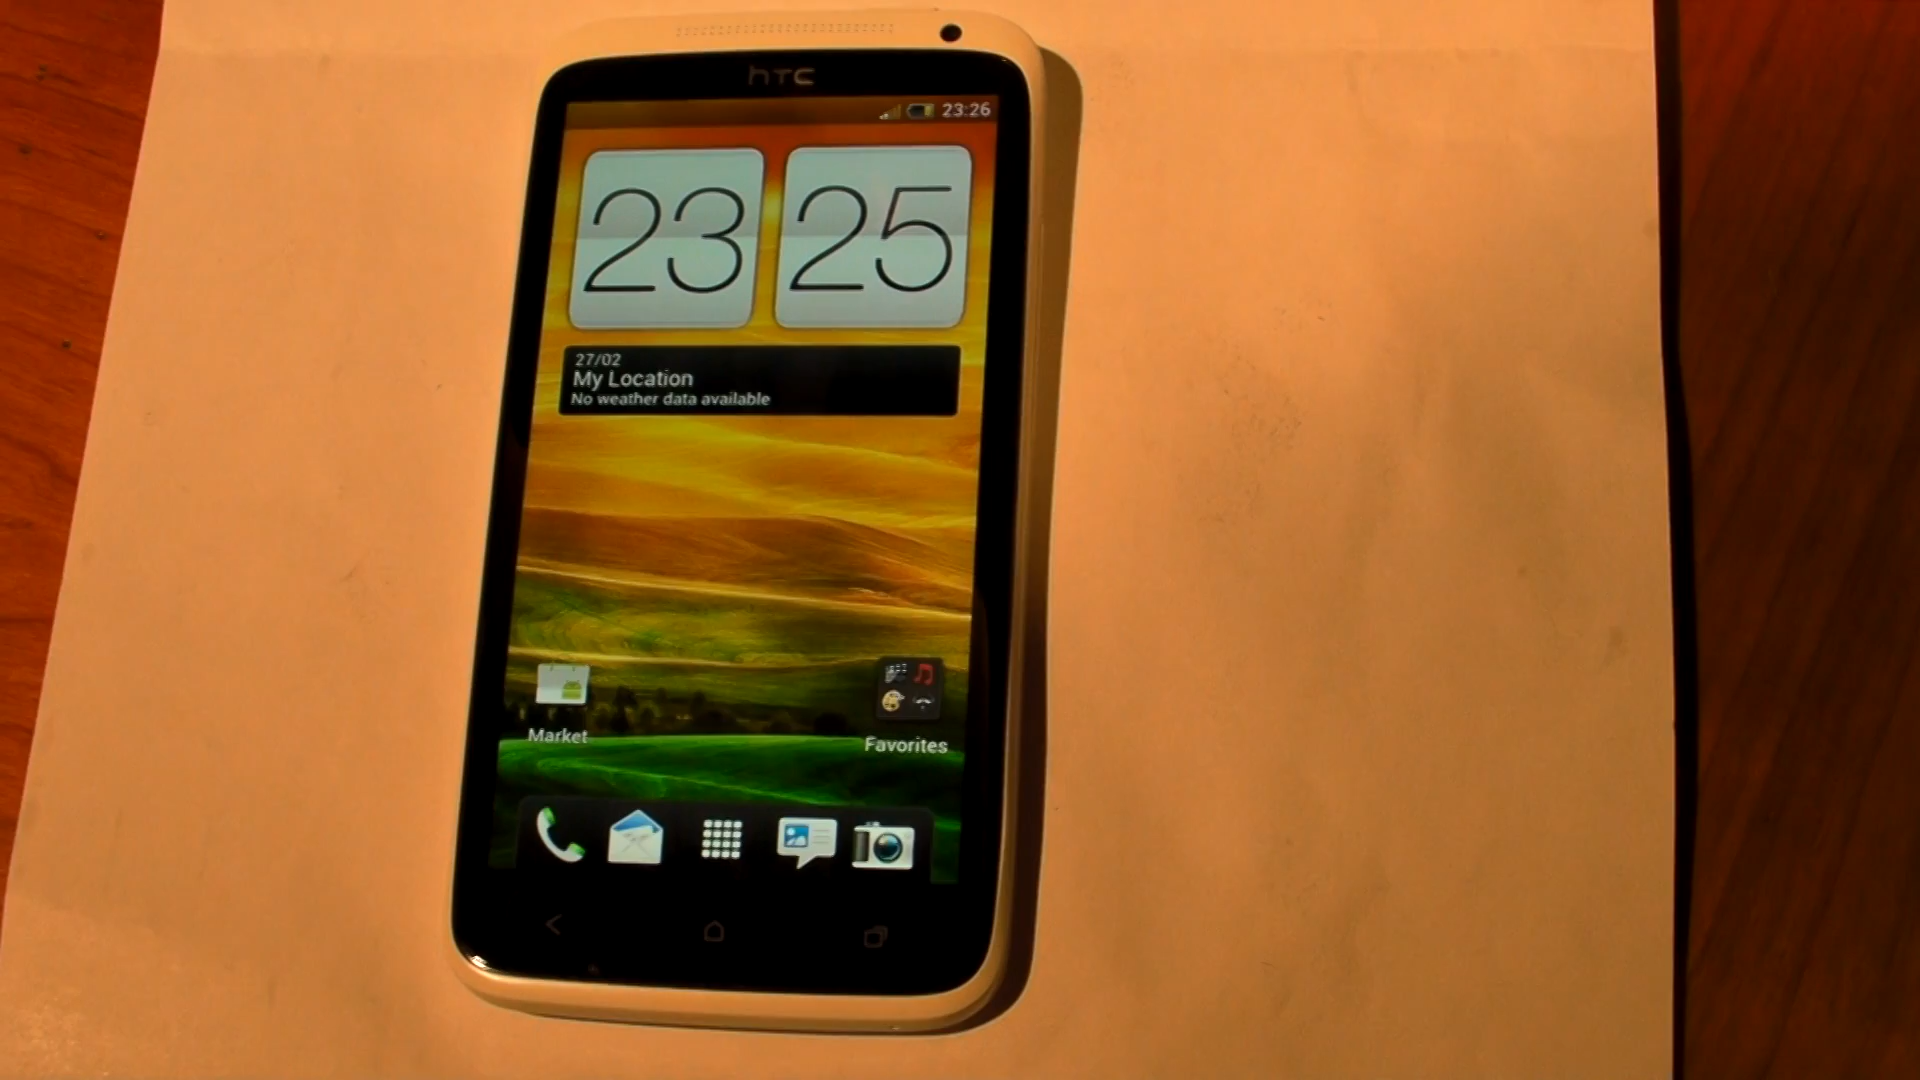 hTC
23:26
23 25
27/02
My Location
No weather data available
Market Favorites